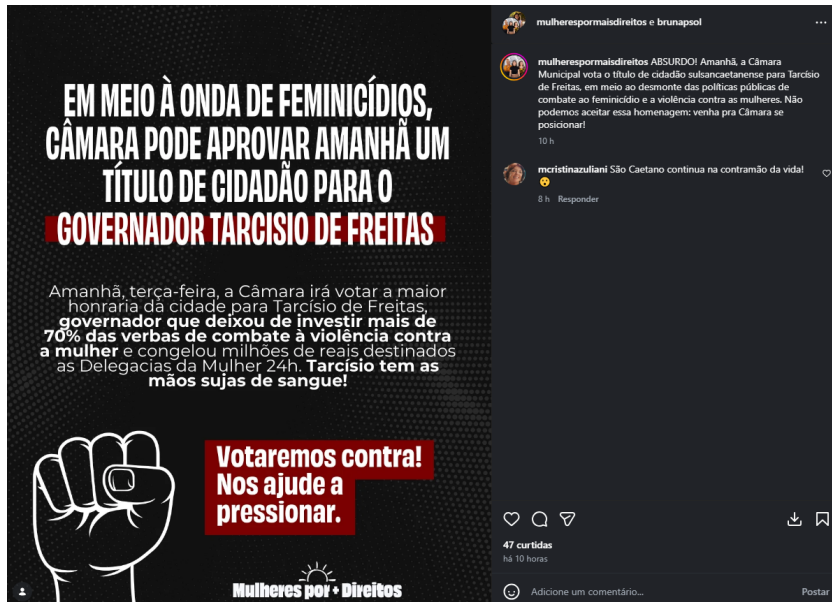 EM MEIO À ONDA DE FEMINICÍDIOS,
CÂMARA PODE APROVAR AMANHÃ UM
TÍTULO DE CIDADÃO PARA O
GOVERNADOR TARCISIO DE FREITAS
Amanhã, terça-feira, a Câmara irá votar a maior
honraria da cidade para Tarcísio de Freitas,
governador que deixou de investir mais de
70% das verbas de combate à violência contra
a mulher e congelou milhões de reais destinados
as Delegacias da Mulher 24h. Tarcísio tem as
mãos sujas de sangue!
Votaremos contra!
Nos ajude a
pressionar.
Mulheres por + Direitos
mulherespormaisdireitos e brunapsol
mulherespormaisdireitos ABSURDO! Amanhã, a Câmara
Municipal vota o título de cidadão sulsancaetanense para Tarcísio
de Freitas, em meio ao desmonte das políticas públicas de
combate ao feminicídio e a violência contra as mulheres. Não
podemos aceitar essa homenagem: venha pra Câmara se
posicionar!
10 h
mcristinazuliani São Caetano continua na contramão da vida!
😮
8 h Responder
47 curtidas
há 10 horas
Adicione um comentário...
Postar